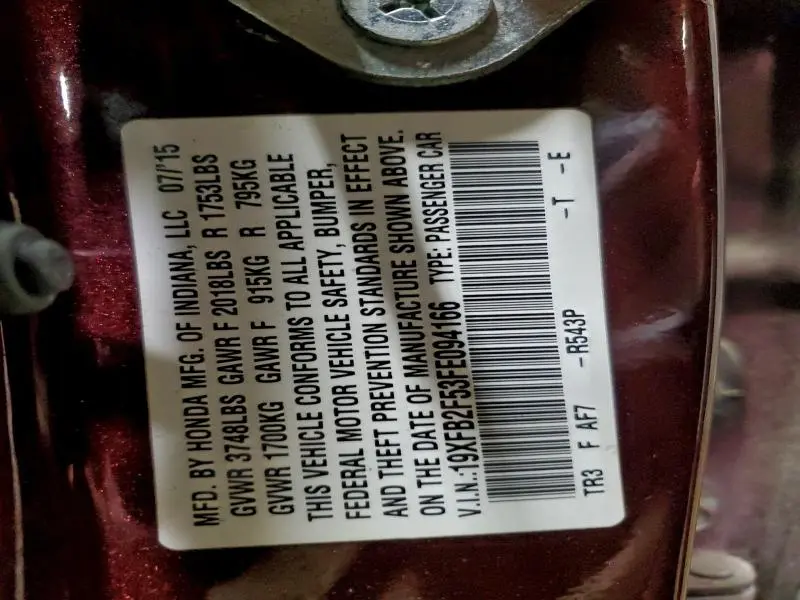 MFD. BY HONDA MFG. OF INDIANA, LLC 07/'15
GVWR 3748LBS GAWR F 2018LBS R 1753LBS
GVWR 1700KG GAWR F 915KG R 795KG
THIS VEHICLE CONFORMS TO ALL APPLICABLE
FEDERAL MOTOR VEHICLE SAFETY, BUMPER,
AND THEFT PREVENTION STANDARDS IN EFFECT
ON THE DATE OF MANUFACTURE SHOWN ABOVE.
V.I.N.:19XFB2F53FE094166 TYPE: PASSENGER CAR
TR3 F AF7 -R543P -T -E